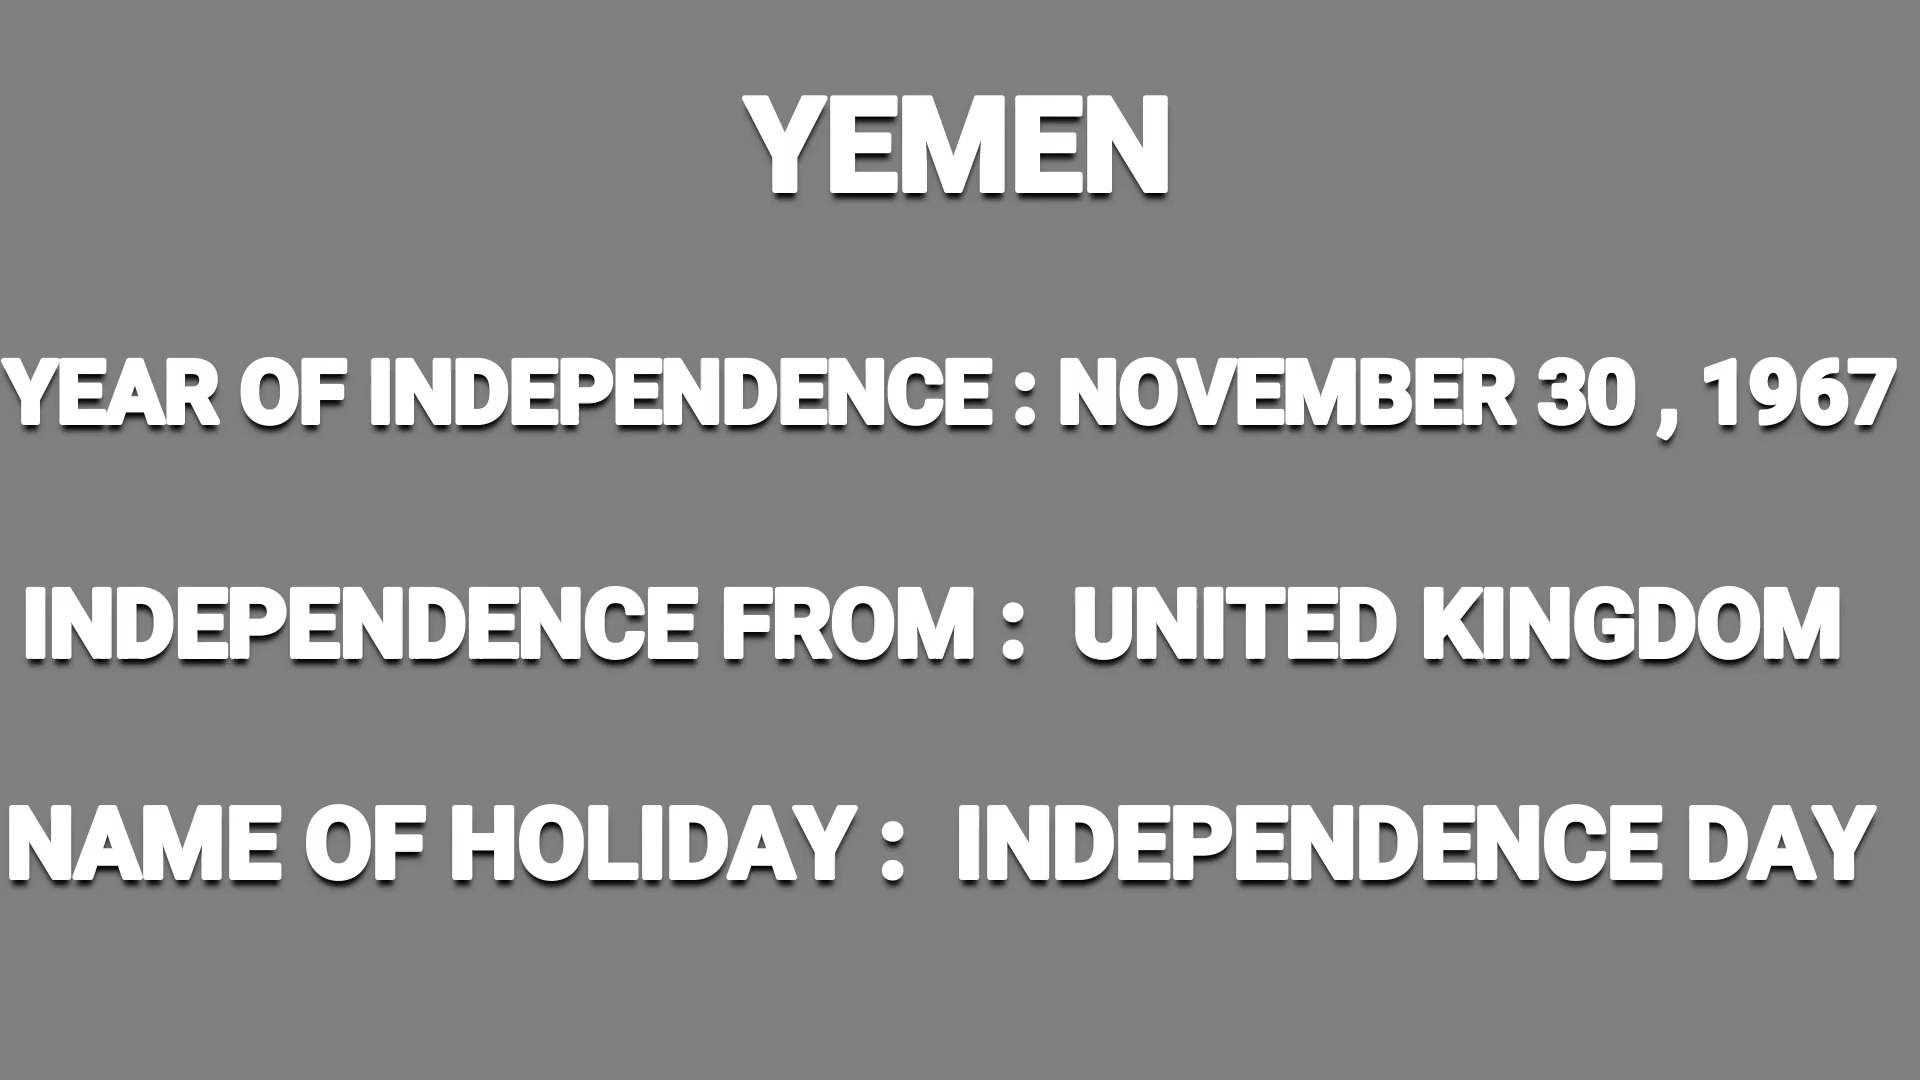 YEMEN
YEAR OF INDEPENDENCE : NOVEMBER 30 , 1967
INDEPENDENCE FROM : UNITED KINGDOM
NAME OF HOLIDAY : INDEPENDENCE DAY